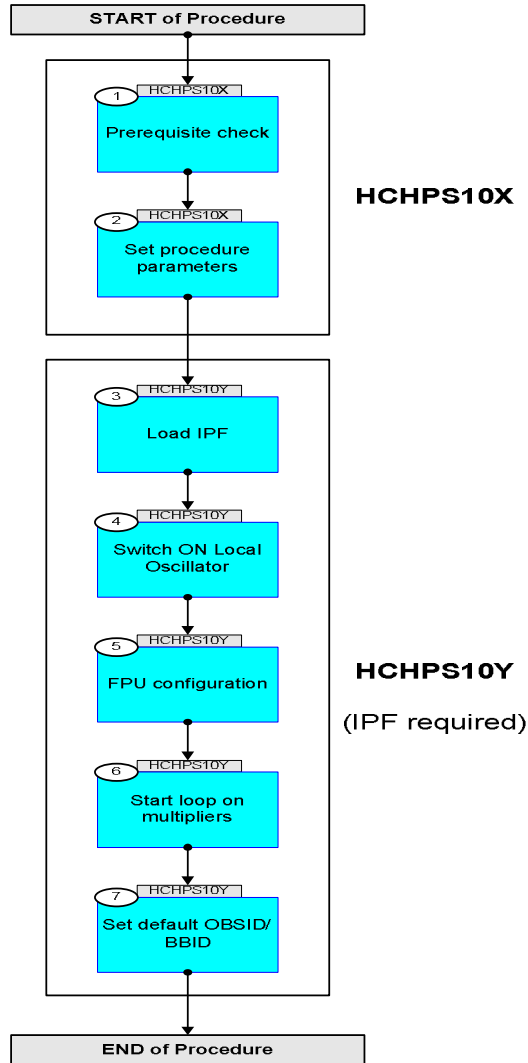 START of Procedure
HCHPS10X
1
Prerequisite check
HCHPS10X
2
Set procedure
parameters
HCHPS10X
HCHPS10Y
3
Load IPF
HCHPS10Y
4
Switch ON Local
Oscillator
HCHPS10Y
5
FPU configuration
HCHPS10Y
(IPF required)
HCHPS10Y
6
Start loop on
multipliers
HCHPS10Y
7
Set default OBSID/
BBID
END of Procedure